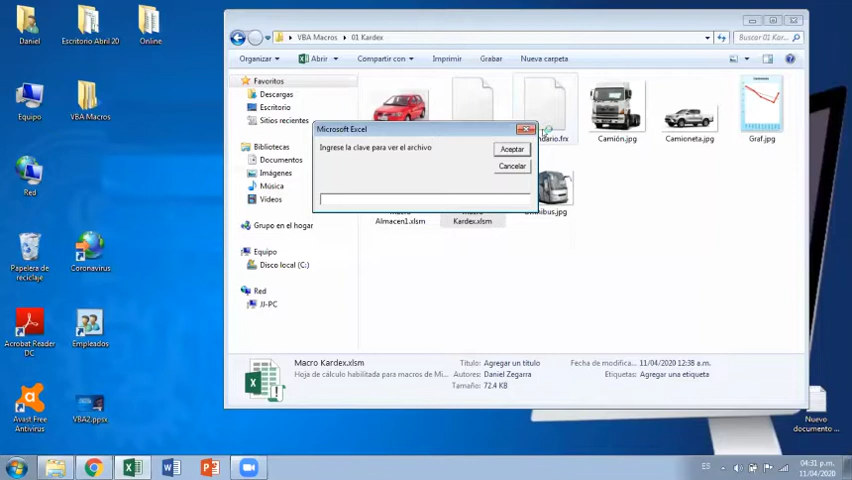 Daniel
Escritorio Abril 20
Online
Equipo
VBA Macros
Red
Papelera de reciclaje
Coronavirus
Acrobat Reader DC
Empleados
Avast Free Antivirus
VBA2.ppsx
VBA Macros
01 Kardex
Buscar 01 Kardex
Organizar
Abrir
Compartir con
Imprimir
Grabar
Nueva carpeta
Favoritos
Descargas
Escritorio
Sitios recientes
Bibliotecas
Documentos
Imágenes
Música
Vídeos
Grupo en el hogar
Equipo
Disco local (C:)
Red
JJ-PC
Camión.jpg
Camioneta.jpg
Graf.jpg
Microsoft Excel
Ingrese la clave para ver el archivo
Aceptar
Cancelar
Almacen1.xlsm
Kardex.xlsm
Macro Kardex.xlsm
Hoja de cálculo habilitada para macros de Mi...
Título: Agregar un título
Autores: Daniel Zegarra
Tamaño: 72.4 KB
Fecha de modifica... 11/04/2020 12:38 a.m.
Etiquetas: Agregar una etiqueta
Nuevo documento ...
ES
04:31 p.m.
11/04/2020